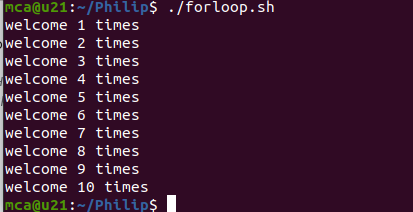 mca@u21:~/Philip$ ./forloop.sh
welcome 1 times
welcome 2 times
welcome 3 times
welcome 4 times
welcome 5 times
welcome 6 times
welcome 7 times
welcome 8 times
welcome 9 times
welcome 10 times
mca@u21:~/Philip$